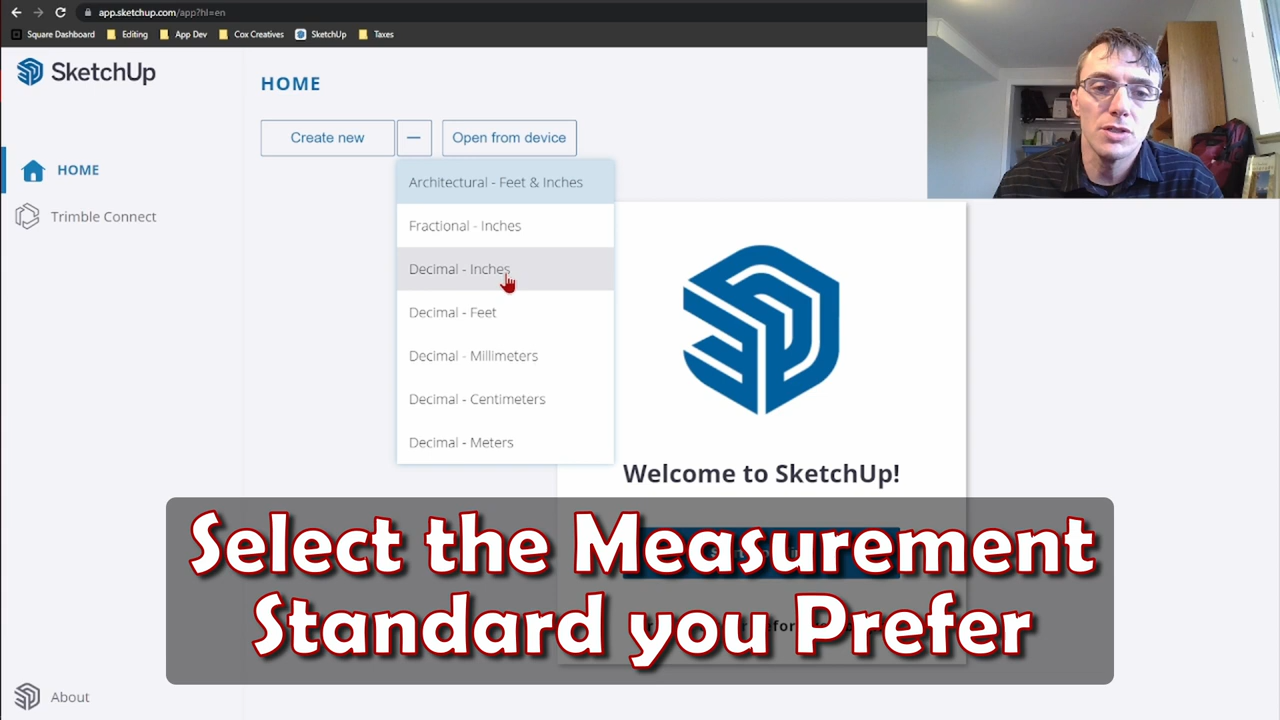 app.sketchup.com/app?hl=en
Square Dashboard Editing App Dev Cox Creatives SketchUp Taxes
SketchUp
HOME
Create new
Open from device
HOME
Trimble Connect
Architectural - Feet & Inches
Fractional - Inches
Decimal - Inches
Decimal - Feet
Decimal - Millimeters
Decimal - Centimeters
Decimal - Meters
Welcome to SketchUp!
Select the Measurement
Standard you Prefer
About